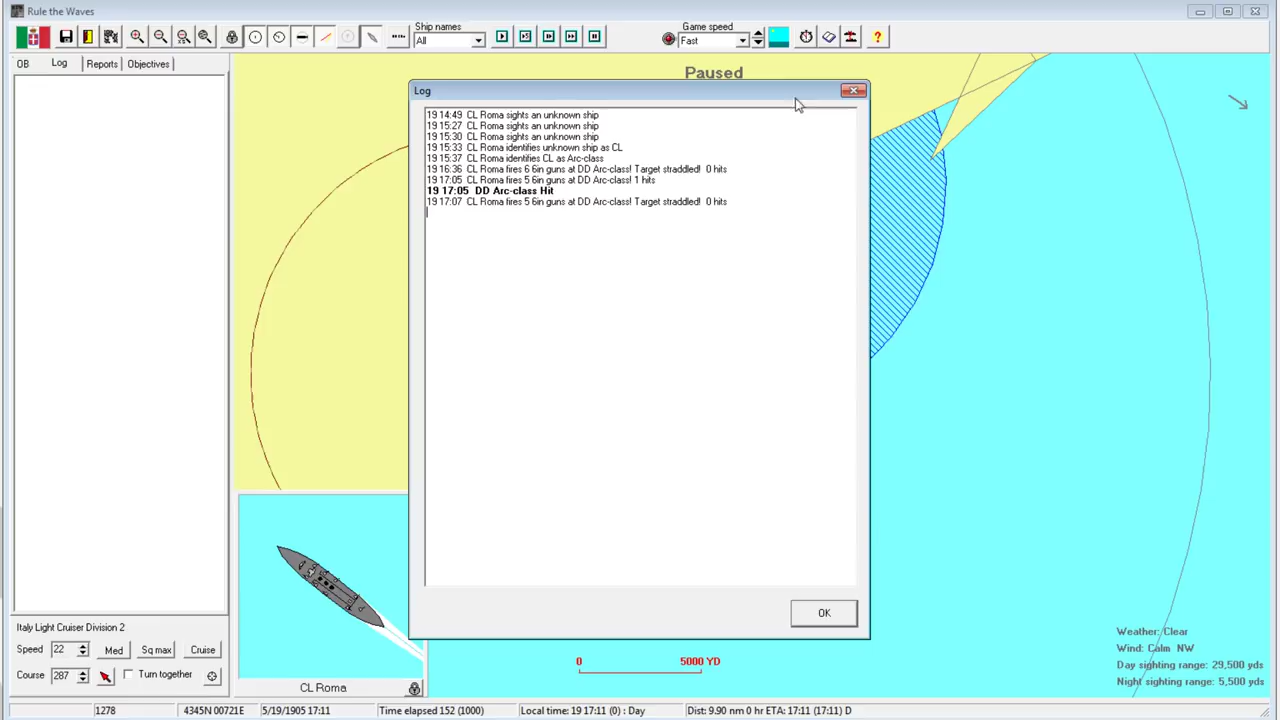 Rule the Waves
Ship names
All
Game speed
Fast
OB
Log
Reports
Objectives
Paused
Log
19 14:49 CL Roma sights an unknown ship
19 15:27 CL Roma sights an unknown ship
19 15:30 CL Roma sights an unknown ship
19 15:33 CL Roma identifies unknown ship as CL
19 15:37 CL Roma identifies CL as Arc-class
19 16:36 CL Roma fires 6 6in guns at DD Arc-class! Target straddled! 0 hits
19 17:05 CL Roma fires 5 6in guns at DD Arc-class! 1 hits
19 17:05 DD Arc-class Hit
19 17:07 CL Roma fires 5 6in guns at DD Arc-class! Target straddled! 0 hits
OK
Italy Light Cruiser Division 2
Speed 22 Med Sq max Cruise
Course 287 Turn together
CL Roma
0 5000 YD
Weather: Clear
Wind: Calm NW
Day sighting range: 29,500 yds
Night sighting range: 5,500 yds
1278 4345N 00721E 5/19/1905 17:11 Time elapsed 152 (1000) Local time: 19 17:11 (0) : Day Dist: 9.90 nm 0 hr ETA: 17:11 (17:11) D